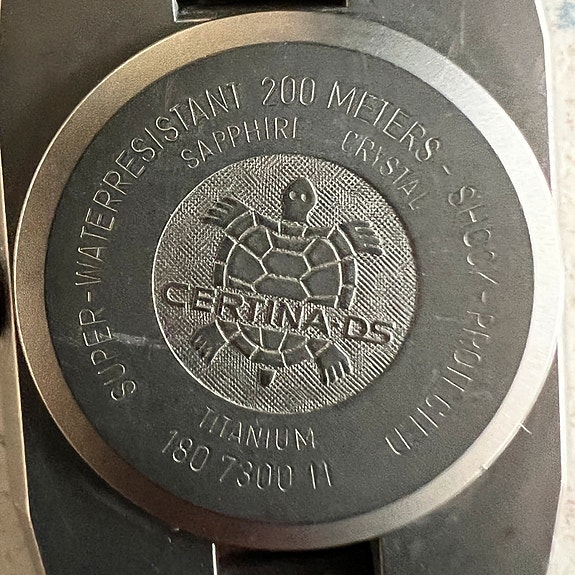 SUPER-WATERRESISTANT 200 METERS - SHOCK-PROTECTED
SAPPHIRE CRYSTAL
CERTINA-DS
TITANIUM
180 7300 11